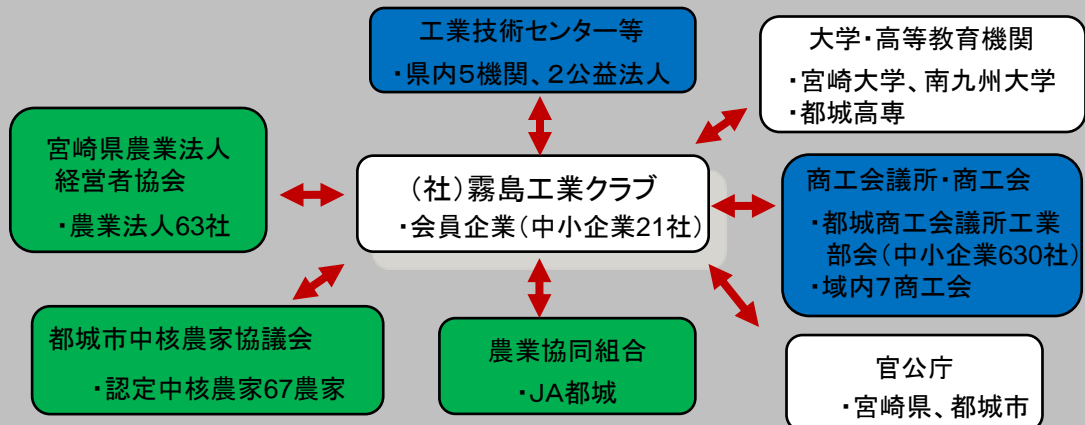 工業技術センター等
・県内5機関、2公益法人
大学・高等教育機関
・宮崎大学、南九州大学
・都城高専
宮崎県農業法人
経営者協会
・農業法人63社
(社)霧島工業クラブ
・会員企業(中小企業21社)
商工会議所・商工会
・都城商工会議所工業
部会(中小企業630社)
・域内7商工会
都城市中核農家協議会
・認定中核農家67農家
農業協同組合
・JA都城
官公庁
・宮崎県、都城市